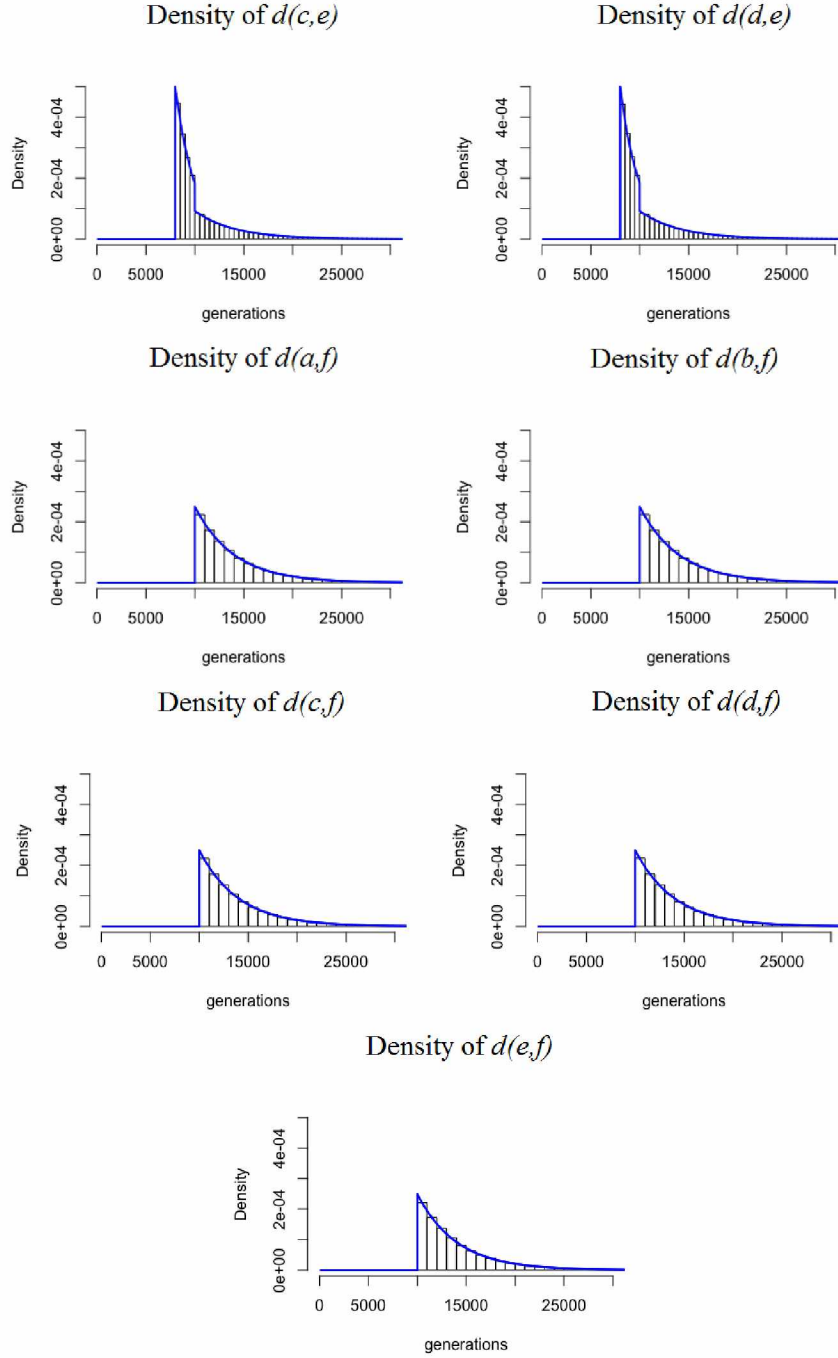 Density of d(c,e)
Density
0e+00 2e-04 4e-04
0 5000 15000 25000
generations
Density of d(d,e)
Density
0e+00 2e-04 4e-04
0 5000 15000 25000
generations
Density of d(a,f)
Density
0e+00 2e-04 4e-04
0 5000 15000 25000
generations
Density of d(b,f)
Density
0e+00 2e-04 4e-04
0 5000 15000 25000
generations
Density of d(c,f)
Density
0e+00 2e-04 4e-04
0 5000 15000 25000
generations
Density of d(d,f)
Density
0e+00 2e-04 4e-04
0 5000 15000 25000
generations
Density of d(e,f)
Density
0e+00 2e-04 4e-04
0 5000 15000 25000
generations